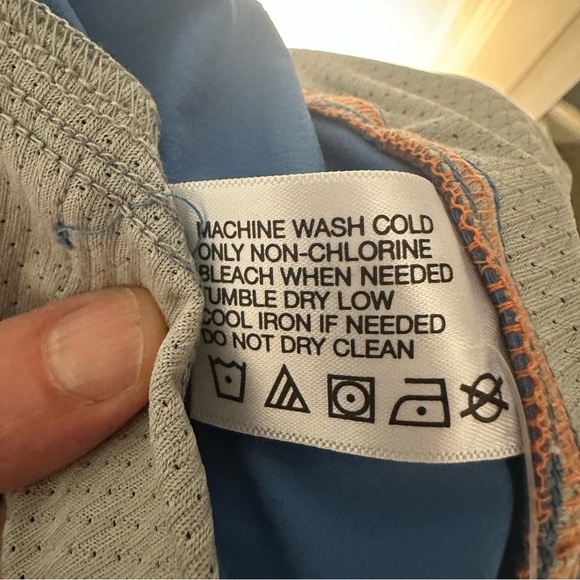 MACHINE WASH COLD
ONLY NON-CHLORINE
BLEACH WHEN NEEDED
TUMBLE DRY LOW
COOL IRON IF NEEDED
DO NOT DRY CLEAN